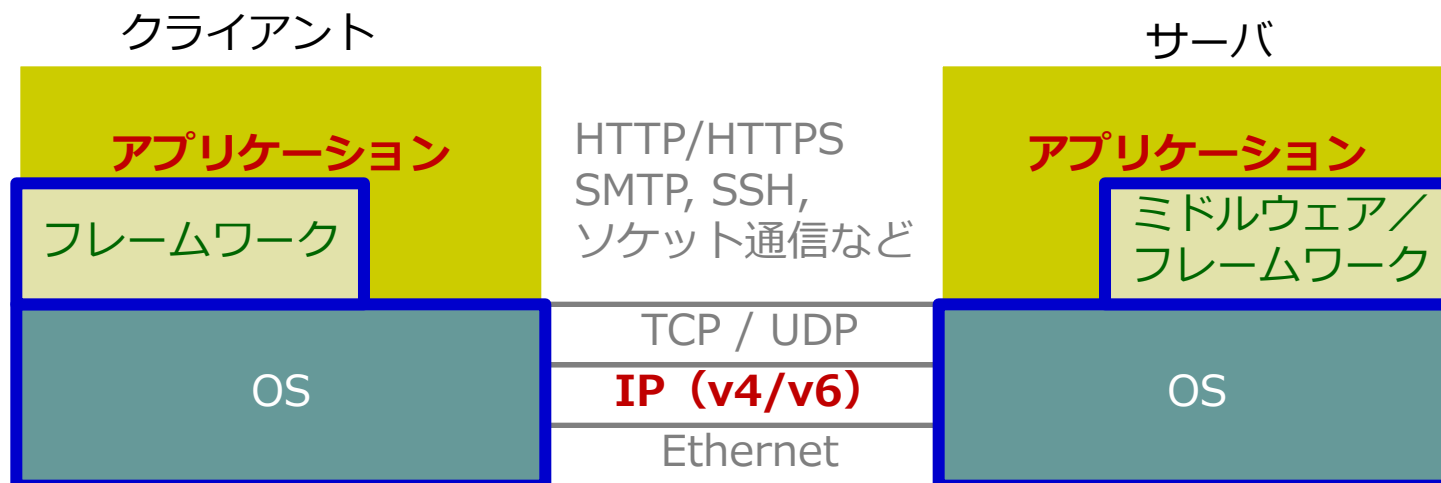 クライアント
サーバ
アプリケーション
HTTP/HTTPS
SMTP, SSH,
ソケット通信など
アプリケーション
フレームワーク
ミドルウェア／
フレームワーク
TCP / UDP
OS
IP（v4/v6）
OS
Ethernet